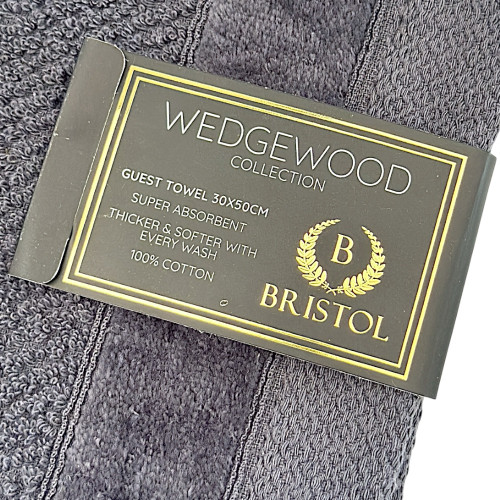 WEDGEWOOD
COLLECTION
GUEST TOWEL 30X50CM
SUPER ABSORBENT
THICKER & SOFTER WITH
EVERY WASH
100% COTTON
B
BRISTOL